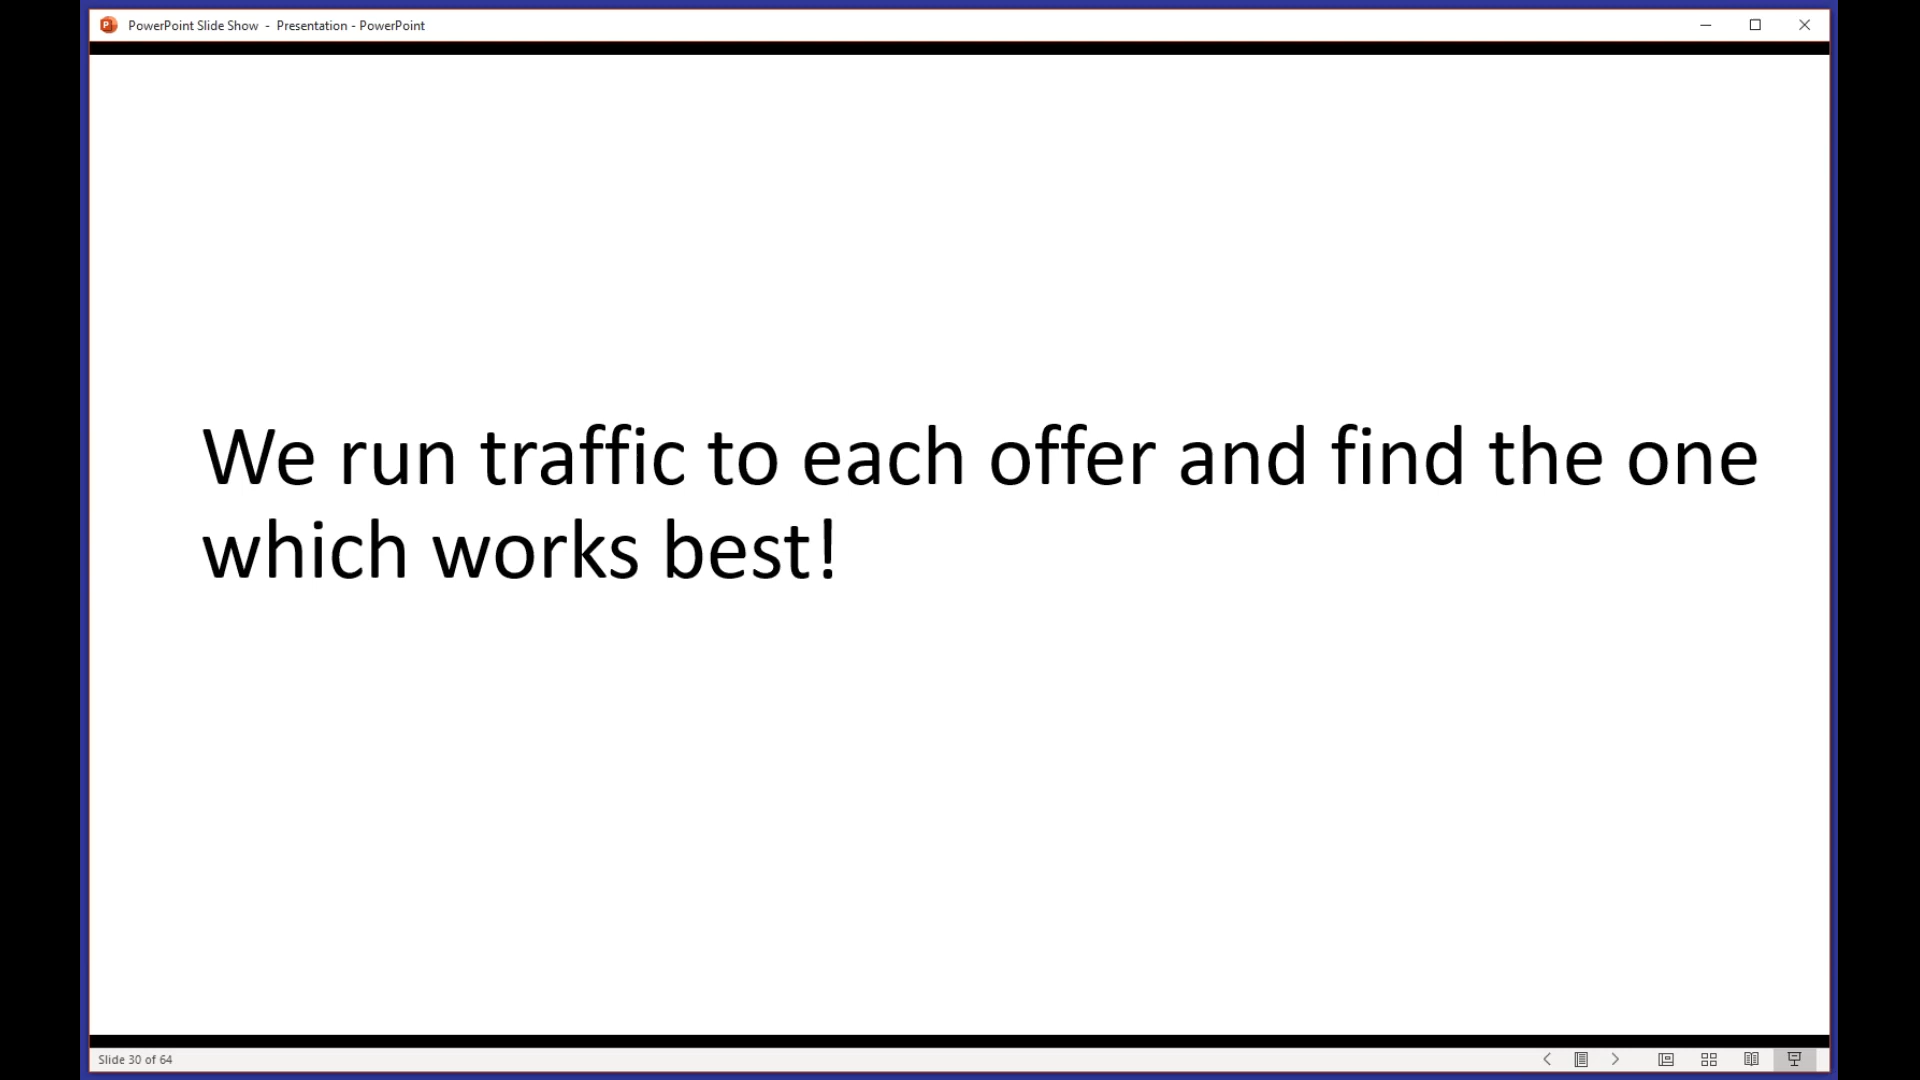 PowerPoint Slide Show - Presentation - PowerPoint
We run traffic to each offer and find the one
which works best!
Slide 30 of 64